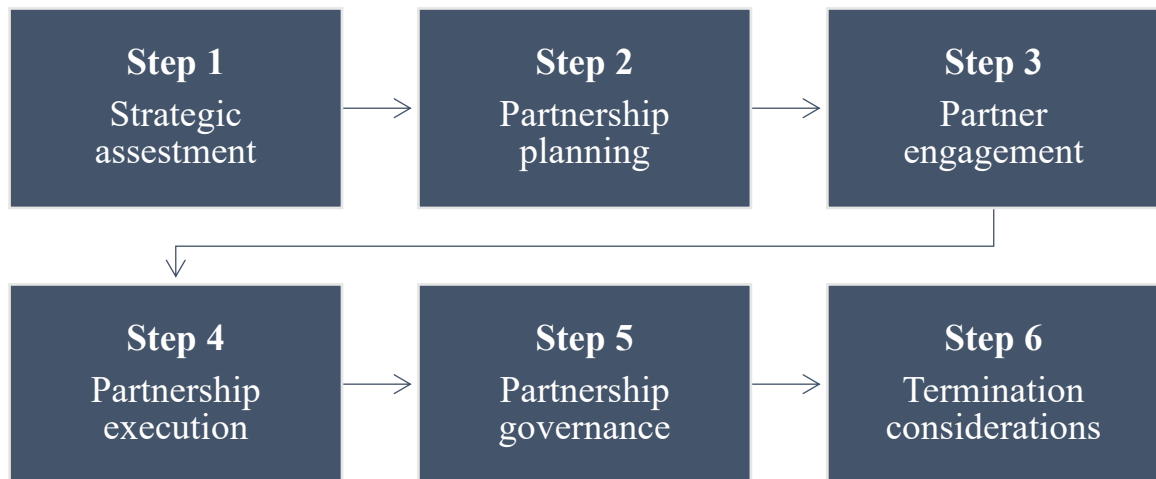 Step 1
Strategic
assestment
Step 2
Partnership
planning
Step 3
Partner
engagement
Step 4
Partnership
execution
Step 5
Partnership
governance
Step 6
Termination
considerations